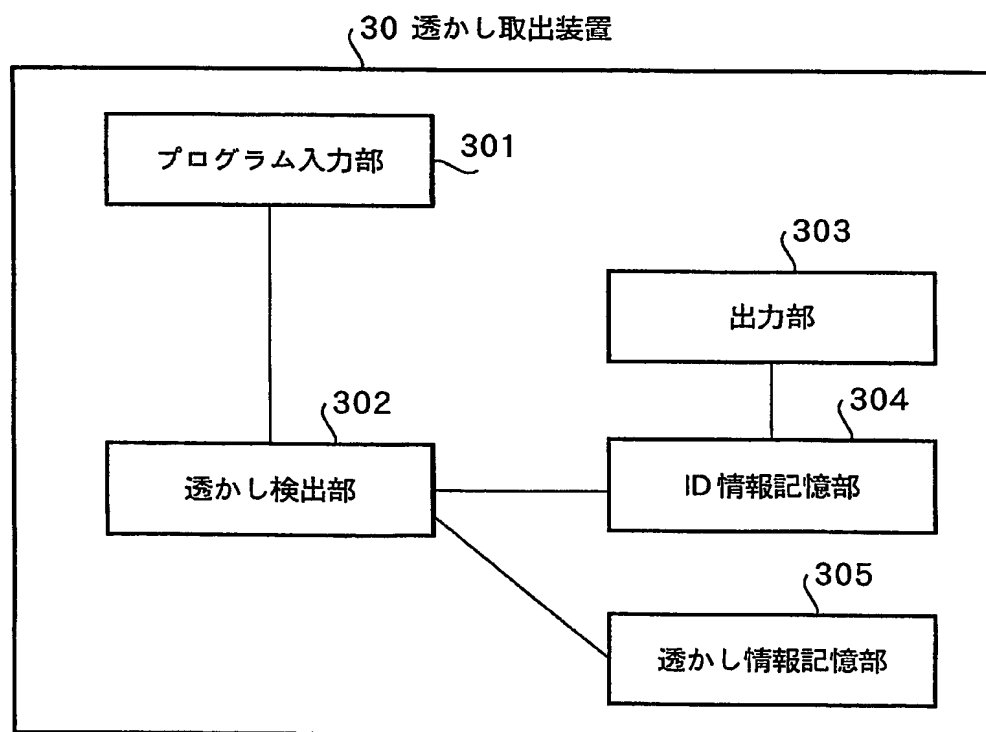 30 透かし取出装置
プログラム入力部
301
303
出力部
302
304
透かし検出部
ID 情報記憶部
305
透かし情報記憶部